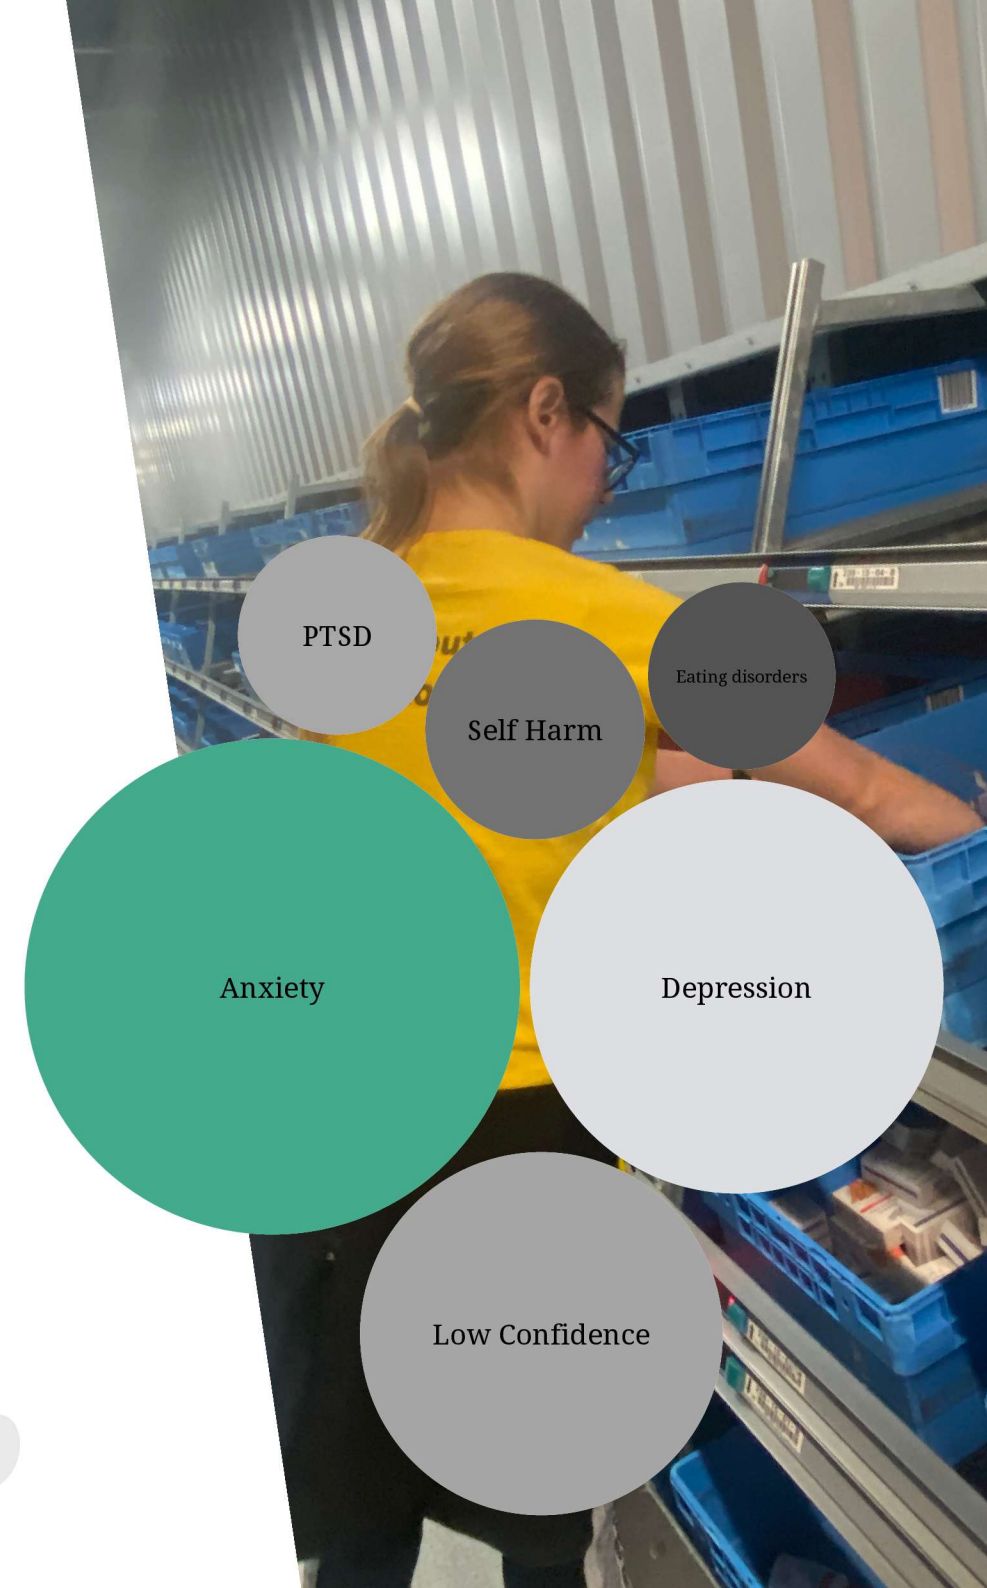 PTSD
Self Harm
Eating disorders
Anxiety
Depression
Low Confidence